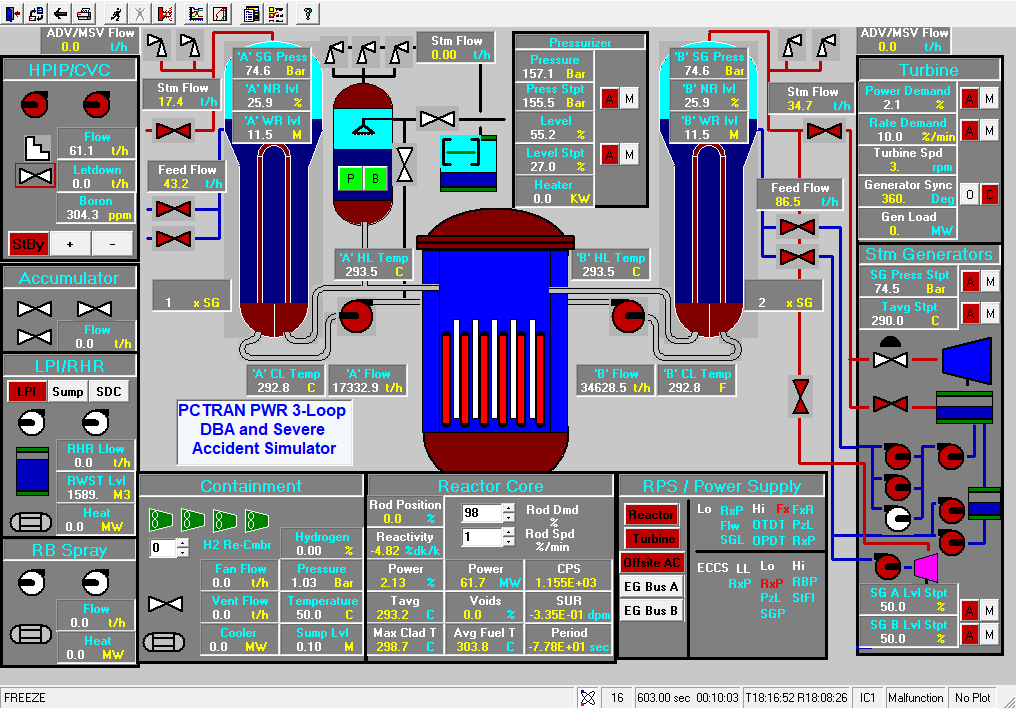 ADV/MSV Flow
0.0 t/h
HPIP/CVC
Flow
61.1 t/h
Letdown
0.0 t/h
Boron
304.3 ppm
StBy + -
Accumulator
Flow
0.0 t/h
LPI/RHR
LPI Sump SDC
RHR Llow
0.0 t/h
RWST Lvl
1589. M3
Heat
0.0 MW
RB Spray
Flow
0.0 t/h
Heat
0.0 MW
Stm Flow
17.4 t/h
Feed Flow
43.2 t/h
1 x SG
'A' SG Press
74.6 Bar
'A' NR lvl
25.9 %
'A' WR lvl
11.5 M
P B
Stm Flow
0.00 t/h
'A' HL Temp
293.5 C
'A' CL Temp
292.8 C
'A' Flow
17332.9 t/h
Pressurizer
Pressure
157.1 Bar
Press Stpt
155.5 Bar
A M
Level
55.2 %
Level Stpt
27.0 %
A M
Heater
0.0 KW
'B' SG Press
74.6 Bar
'B' NR lvl
25.9 %
'B' WR lvl
11.5 M
'B' HL Temp
293.5 C
'B' Flow
34628.5 t/h
'B' CL Temp
292.8 F
Stm Flow
34.7 t/h
Feed Flow
86.5 t/h
2 x SG
ADV/MSV Flow
0.0 t/h
Turbine
Power Demand
2.1 %
A M
Rate Demand
10.0 %/min
A M
Turbine Spd
3. rpm
Generator Sync
360. Deg
O C
Gen Load
0. MW
Stm Generators
SG Press Stpt
74.5 Bar
A M
Tavg Stpt
290.0 C
A M
SG A Lvl Stpt
50.0 %
A M
SG B Lvl Stpt
50.0 %
A M
PCTRAN PWR 3-Loop
DBA and Severe
Accident Simulator
Containment
0
H2 Re-Cmbr
Hydrogen
0.00 %
Fan Flow
0.0 t/h
Pressure
1.03 Bar
Vent Flow
0.0 t/h
Temperature
50.0 C
Cooler
0.0 MW
Sump Lvl
0.10 M
Reactor Core
Rod Position
0.0 %
98
Rod Dmd
%
Reactivity
-4.82 %dk/k
1
Rod Spd
%/min
Power
2.13 %
Power
61.7 MW
CPS
1.155E+03
Tavg
293.2 C
Voids
0.0 %
SUR
-3.35E-01 dpm
Max Clad T
298.7 C
Avg Fuel T
303.8 C
Period
-7.78E+01 sec
RPS / Power Supply
Reactor
Turbine
Offsite AC
EG Bus A
EG Bus B
Lo RxP Hi Fx FxR
Flw OTDT PzL
SGL OPDT RxP
ECCS LL Lo Hi
RxP RxP RBP
PzL StFl
SGP
FREEZE
16
603.00 sec 00:10:03
T18:16:52 R18:08:26
IC1
Malfunction
No Plot